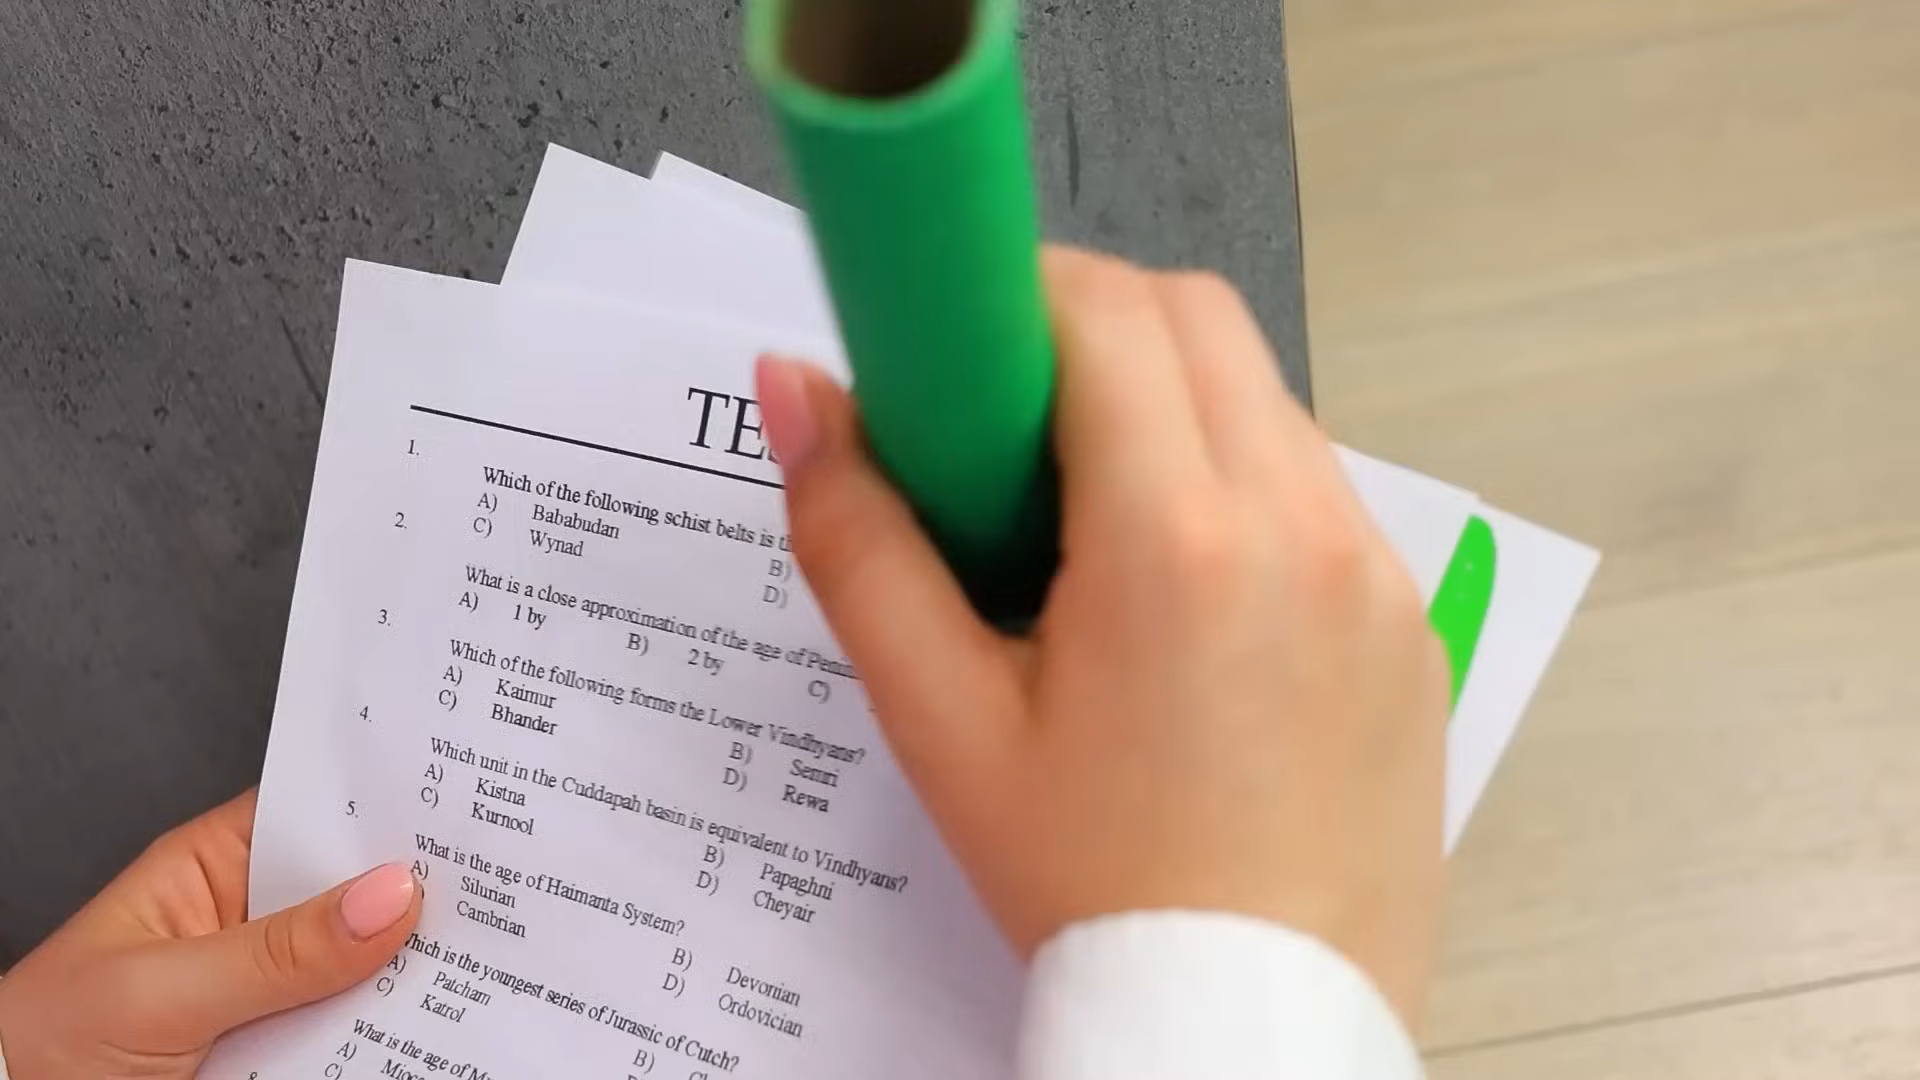 1.
Which of the following schist belts is
A) Bababudan B)
C) Wynad D)
2.
What is a close approximation of the age of
A) 1 by B) 2 by C)
3.
Which of the following forms the Lower Vindhyans?
A) Kaimur B) Semri
C) Bhander D) Rewa
4.
Which unit in the Cuddapah basin is equivalent to Vindhyans?
A) Kistna B) Papaghni
C) Kurnool D) Cheyair
5.
What is the age of Haimanta System?
A) Silurian B) Devonian
) Cambrian D) Ordovician
Which is the youngest series of Jurassic of Cutch?
A) Patcham B)
C) Katrol
What is the age of
A)
C)